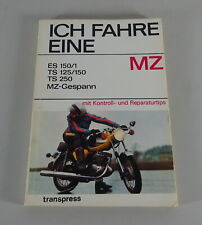 ICH FAHRE
EINE
MZ
ES 150/1
TS 125/150
TS 250
MZ-Gespann
mit Kontroll- und Reparaturtips
transpress